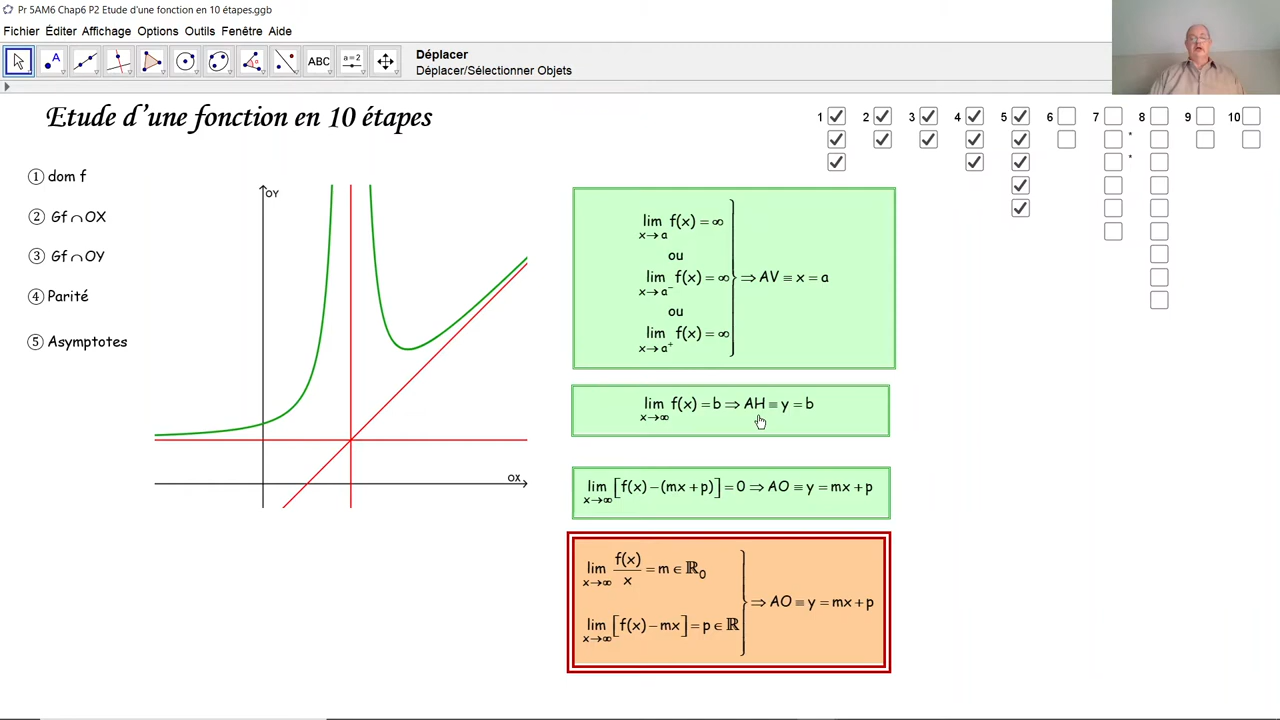 Pr 5AM6 Chap6 P2 Etude d'une fonction en 10 étapes.ggb
Fichier Éditer Affichage Options Outils Fenêtre Aide
A ABC a=2
Déplacer
Déplacer/Sélectionner Objets
Etude d'une fonction en 10 étapes
1 2 3 4 5 6 7 8 9 10
*
*
① dom f
② Gf ∩ OX
③ Gf ∩ OY
④ Parité
⑤ Asymptotes
OY
OX
lim f(x) = ∞
x→a
ou
lim f(x) = ∞ ⇒ AV ≡ x = a
x→a⁻
ou
lim f(x) = ∞
x→a⁺
lim f(x) = b ⇒ AH ≡ y = b
x→∞
lim [f(x) − (mx + p)] = 0 ⇒ AO ≡ y = mx + p
x→∞
lim f(x)/x = m ∈ ℝ₀
x→∞
⇒ AO ≡ y = mx + p
lim [f(x) − mx] = p ∈ ℝ
x→∞